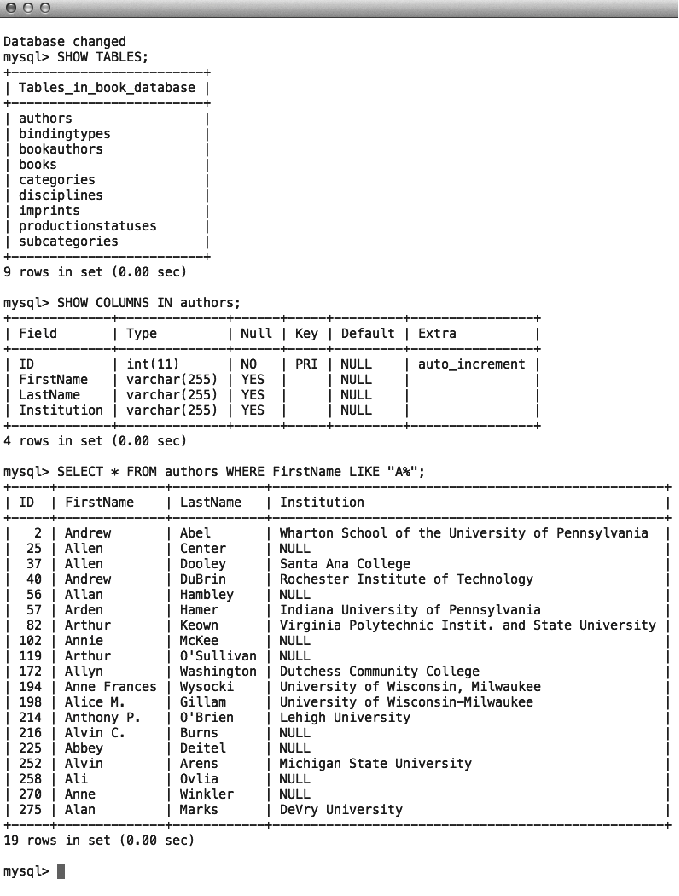 Database changed
mysql> SHOW TABLES;
+-------------------------+
| Tables_in_book_database |
+-------------------------+
| authors                 |
| bindingtypes            |
| bookauthors             |
| books                   |
| categories              |
| disciplines             |
| imprints                |
| productionstatuses      |
| subcategories           |
+-------------------------+
9 rows in set (0.00 sec)
mysql> SHOW COLUMNS IN authors;
+-------------+--------------+------+-----+---------+----------------+
| Field       | Type         | Null | Key | Default | Extra          |
+-------------+--------------+------+-----+---------+----------------+
| ID          | int(11)      | NO   | PRI | NULL    | auto_increment |
| FirstName   | varchar(255) | YES  |     | NULL    |                |
| LastName    | varchar(255) | YES  |     | NULL    |                |
| Institution | varchar(255) | YES  |     | NULL    |                |
+-------------+--------------+------+-----+---------+----------------+
4 rows in set (0.00 sec)
mysql> SELECT * FROM authors WHERE FirstName LIKE "A%";
+-----+--------------+------------+---------------------------------------------------+
| ID  | FirstName    | LastName   | Institution                                       |
+-----+--------------+------------+---------------------------------------------------+
|   2 | Andrew       | Abel       | Wharton School of the University of Pennsylvania  |
|  25 | Allen        | Center     | NULL                                              |
|  37 | Allen        | Dooley     | Santa Ana College                                 |
|  40 | Andrew       | DuBrin     | Rochester Institute of Technology                 |
|  56 | Allan        | Hambley    | NULL                                              |
|  57 | Arden        | Hamer      | Indiana University of Pennsylvania                |
|  82 | Arthur       | Keown      | Virginia Polytechnic Instit. and State University |
| 102 | Annie        | McKee      | NULL                                              |
| 119 | Arthur       | O'Sullivan | NULL                                              |
| 172 | Allyn        | Washington | Dutchess Community College                        |
| 194 | Anne Frances | Wysocki    | University of Wisconsin, Milwaukee                |
| 198 | Alice M.     | Gillam     | University of Wisconsin-Milwaukee                 |
| 214 | Anthony P.   | O'Brien    | Lehigh University                                 |
| 216 | Alvin C.     | Burns      | NULL                                              |
| 225 | Abbey        | Deitel     | NULL                                              |
| 252 | Alvin        | Arens      | Michigan State University                         |
| 258 | Ali          | Ovlia      | NULL                                              |
| 270 | Anne         | Winkler    | NULL                                              |
| 275 | Alan         | Marks      | DeVry University                                  |
+-----+--------------+------------+---------------------------------------------------+
19 rows in set (0.00 sec)
mysql>